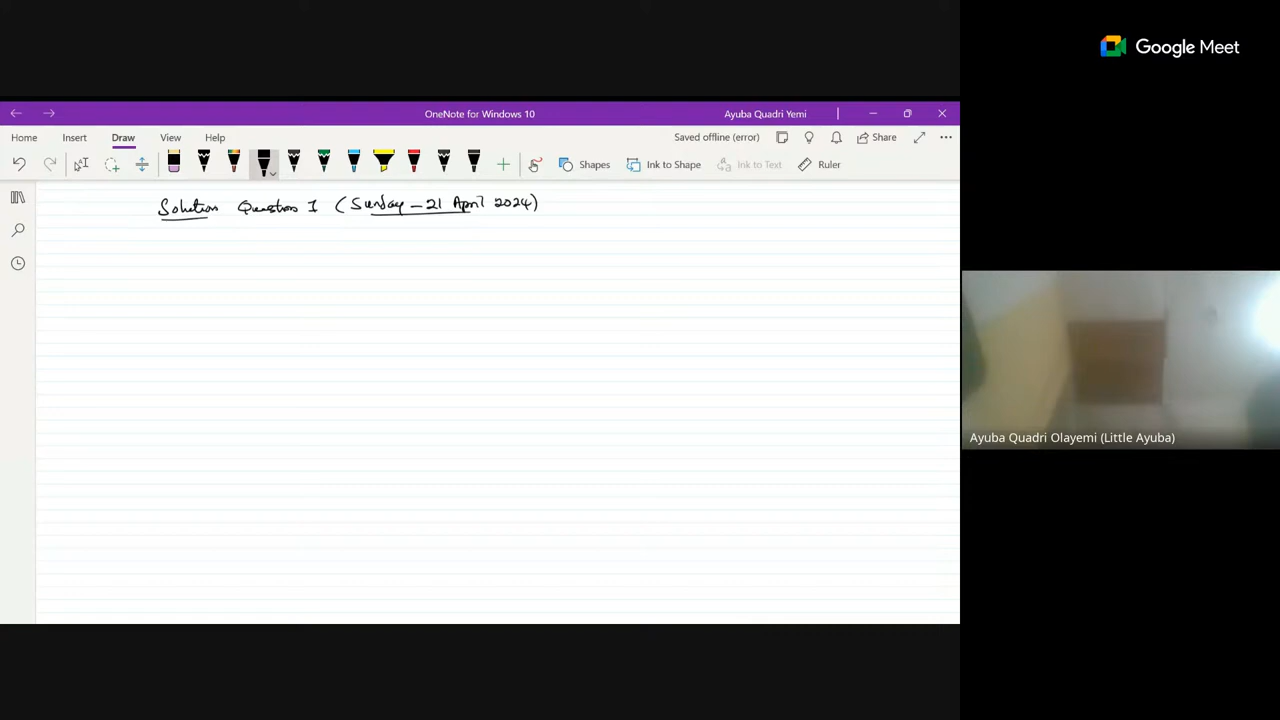 Google Meet
OneNote for Windows 10
Ayuba Quadri Yemi
Home Insert Draw View Help
Saved offline (error)
Share
Shapes
Ink to Shape
Ink to Text
Ruler
Solution Question 1 (Sunday – 21 April 2024)
Ayuba Quadri Olayemi (Little Ayuba)